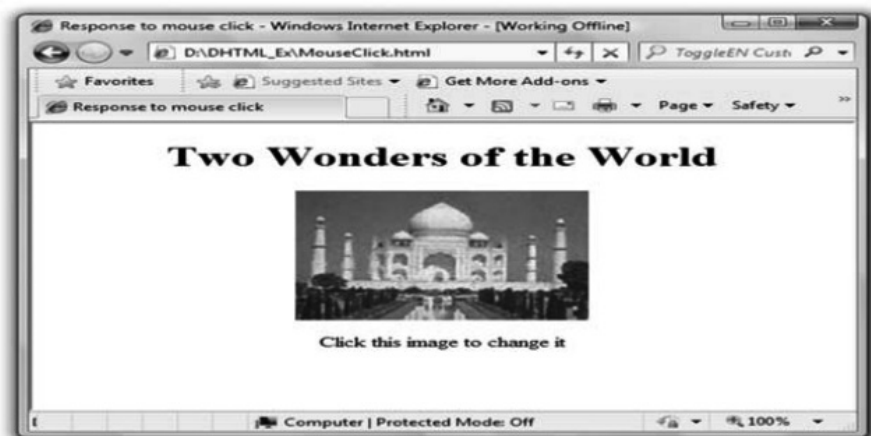 Response to mouse click - Windows Internet Explorer - [Working Offline]
D:\DHTML_Ex\MouseClick.html
ToggleEN Custi
Favorites
Suggested Sites
Get More Add-ons
Response to mouse click
Page
Safety
Two Wonders of the World
Click this image to change it
Computer | Protected Mode: Off
100%